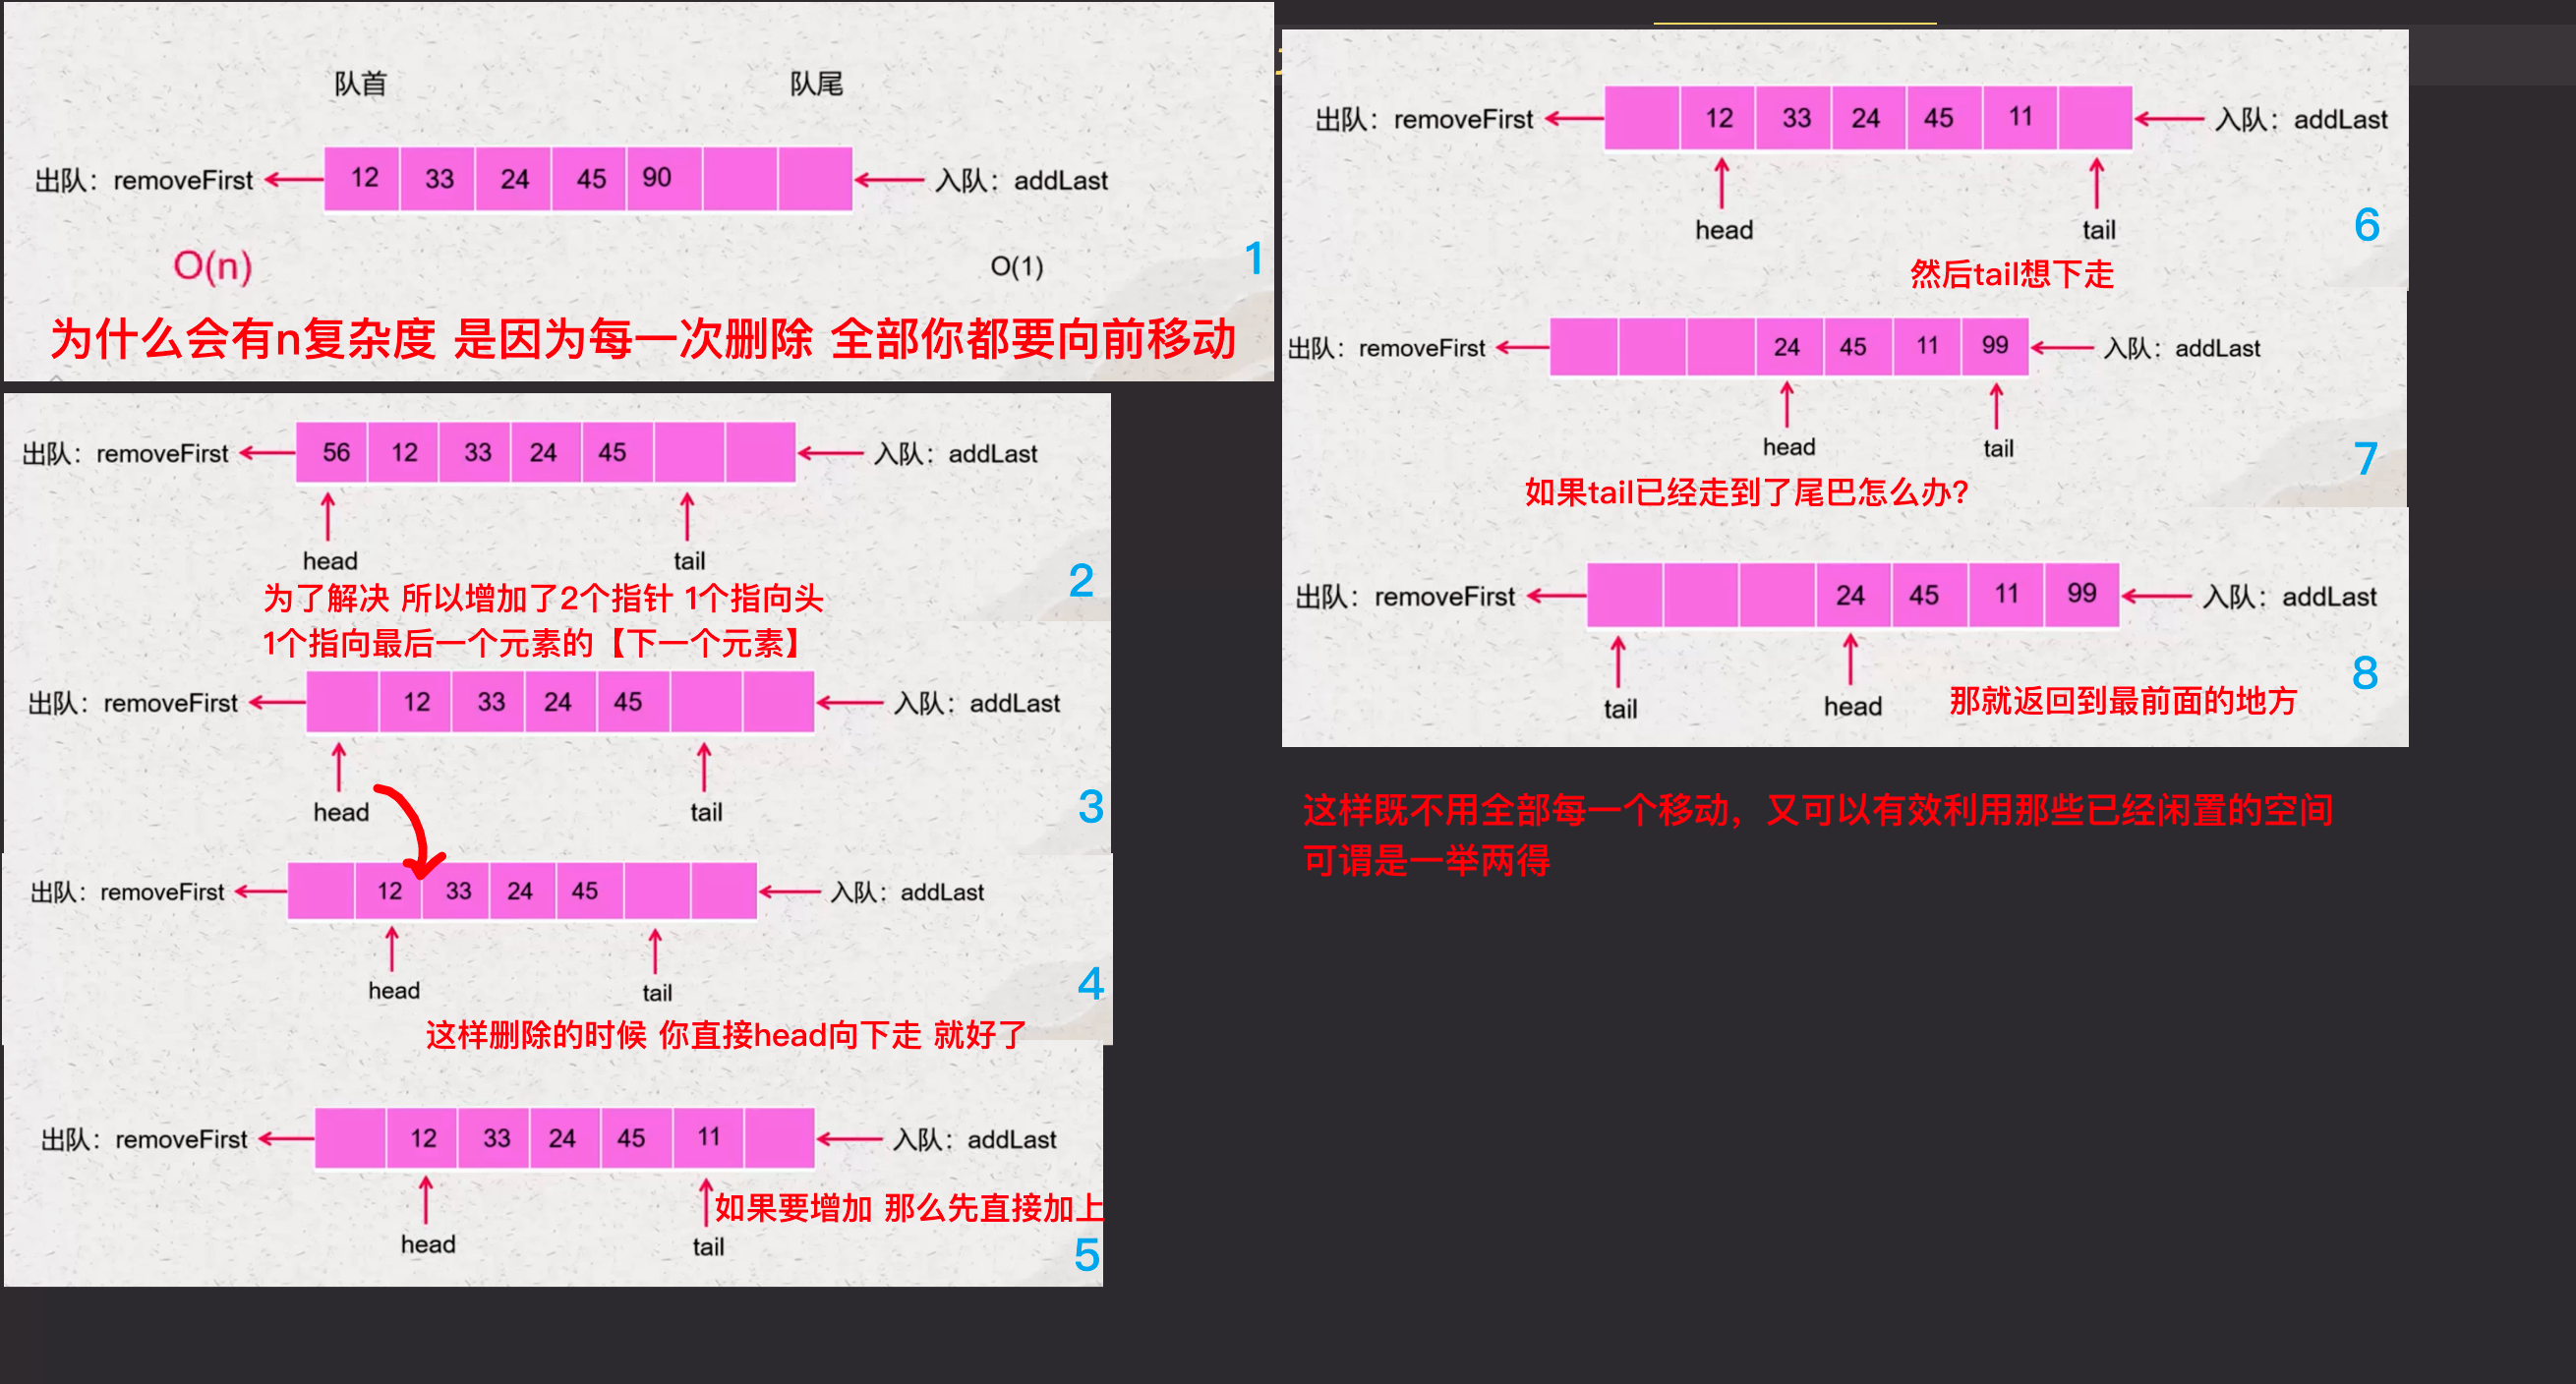 队首 队尾
出队：removeFirst 12 33 24 45 90 入队：addLast
O(n) O(1) 1
为什么会有n复杂度 是因为每一次删除 全部你都要向前移动
出队：removeFirst 56 12 33 24 45 入队：addLast
head tail
2
为了解决 所以增加了2个指针 1个指向头
1个指向最后一个元素的【下一个元素】
出队：removeFirst 12 33 24 45 入队：addLast
head tail 3
出队：removeFirst 12 33 24 45 入队：addLast
head tail 4
这样删除的时候 你直接head向下走 就好了
出队：removeFirst 12 33 24 45 11 入队：addLast
如果要增加 那么先直接加上
head tail 5
出队：removeFirst 12 33 24 45 11 入队：addLast
head tail 6
然后tail想下走
出队：removeFirst 24 45 11 99 入队：addLast
head tail 7
如果tail已经走到了尾巴怎么办？
出队：removeFirst 24 45 11 99 入队：addLast
8
tail head 那就返回到最前面的地方
这样既不用全部每一个移动，又可以有效利用那些已经闲置的空间
可谓是一举两得